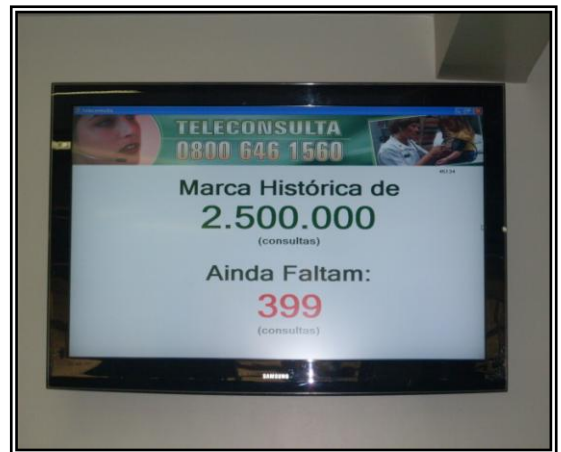 TELECONSULTA
0800 646 1560
Marca Histórica de
2.500.000
(consultas)
Ainda Faltam:
399
(consultas)
SAMSUNG